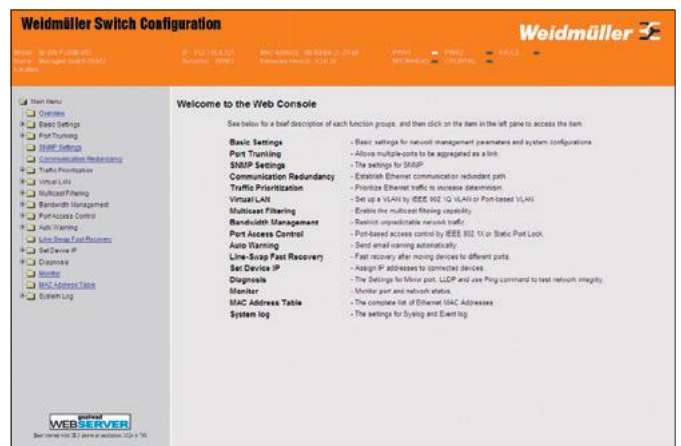 Weidmüller Switch Configuration
Weidmüller
Main Menu
Overview
Basic Settings
Port Trunking
SNMP Settings
Communication Redundancy
Traffic Prioritization
Virtual LAN
Multicast Filtering
Bandwidth Management
Port Access Control
Auto Warning
Line-Swap Fast Recovery
Set Device IP
Diagnosis
Monitor
MAC Address Table
System Log
goahead
WEBSERVER
Welcome to the Web Console
See below for a brief description of each function groups, and then click on the item in the left pane to access the item.
Basic Settings - Basic settings for network management parameters and system configurations.
Port Trunking - Allows multiple-ports to be aggregated as a link.
SNMP Settings - The settings for SNMP.
Communication Redundancy - Establish Ethernet communication redundant path.
Traffic Prioritization - Prioritize Ethernet traffic to increase determinism.
Virtual LAN - Set up a VLAN by IEEE 802.1Q VLAN or Port-based VLAN.
Multicast Filtering - Enable the multicast filtering capability.
Bandwidth Management - Restrict unpredictable network traffic.
Port Access Control - Port-based access control by IEEE 802.1X or Static Port Lock.
Auto Warning - Send email warning automatically.
Line-Swap Fast Recovery - Fast recovery after moving devices to different ports.
Set Device IP - Assign IP addresses to connected devices.
Diagnosis - The Settings for Mirror port, LLDP and use Ping command to test network integrity.
Monitor - Monitor port and network status.
MAC Address Table - The complete list of Ethernet MAC Addresses
System log - The settings for Syslog and Event log.